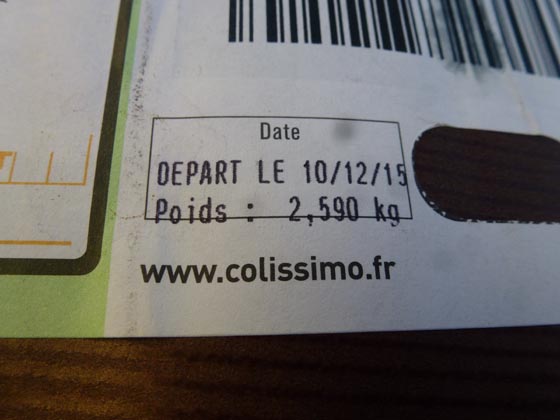 Date
DEPART LE 10/12/15
Poids : 2,590 kg
www.colissimo.fr